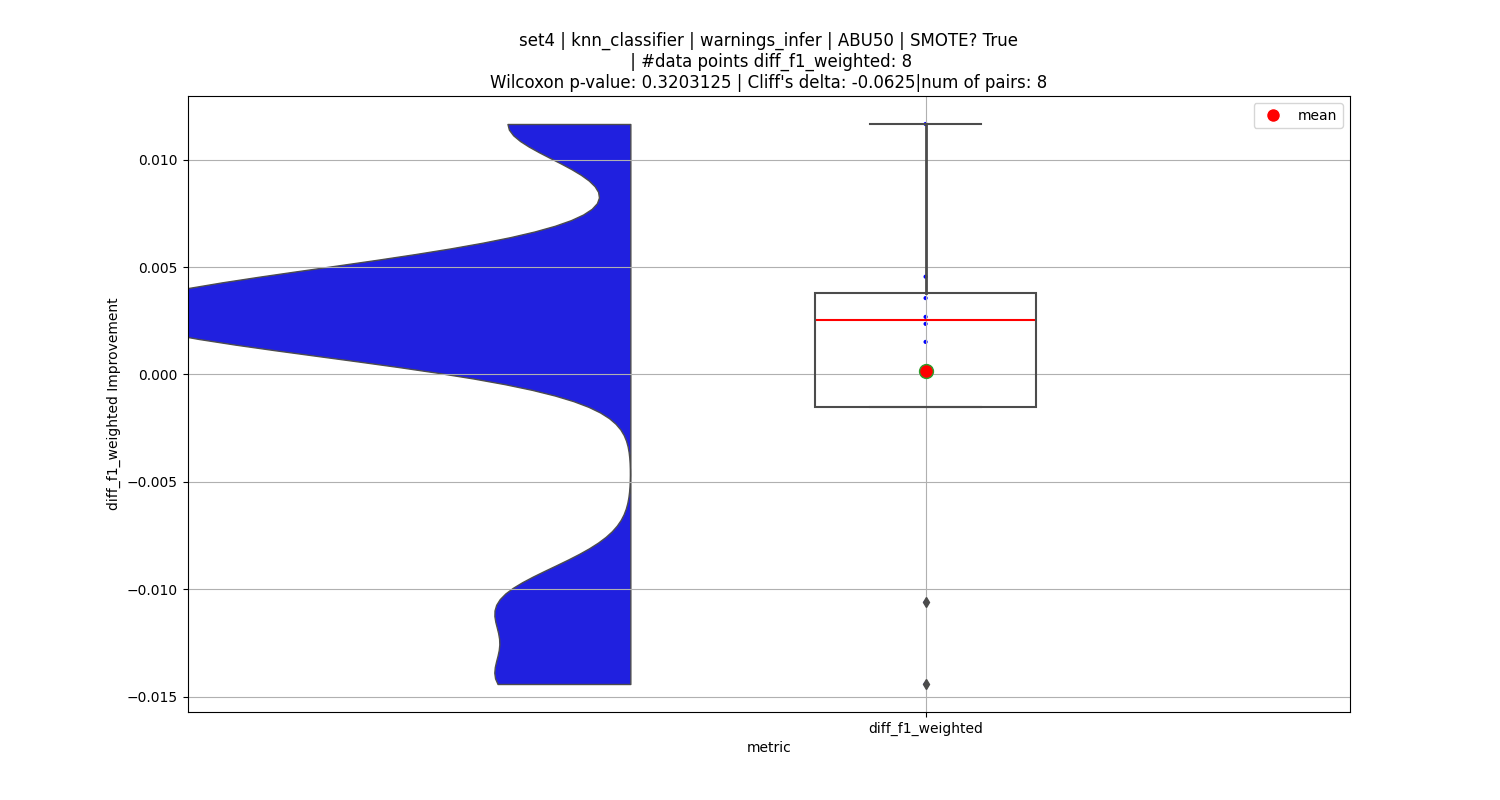 set4 | knn_classifier | warnings_infer | ABU50 | SMOTE? True
| #data points diff_f1_weighted: 8
Wilcoxon p-value: 0.3203125 | Cliff's delta: -0.0625|num of pairs: 8
mean
0.010
0.005
0.000
−0.005
−0.010
−0.015
diff_f1_weighted Improvement
diff_f1_weighted
metric